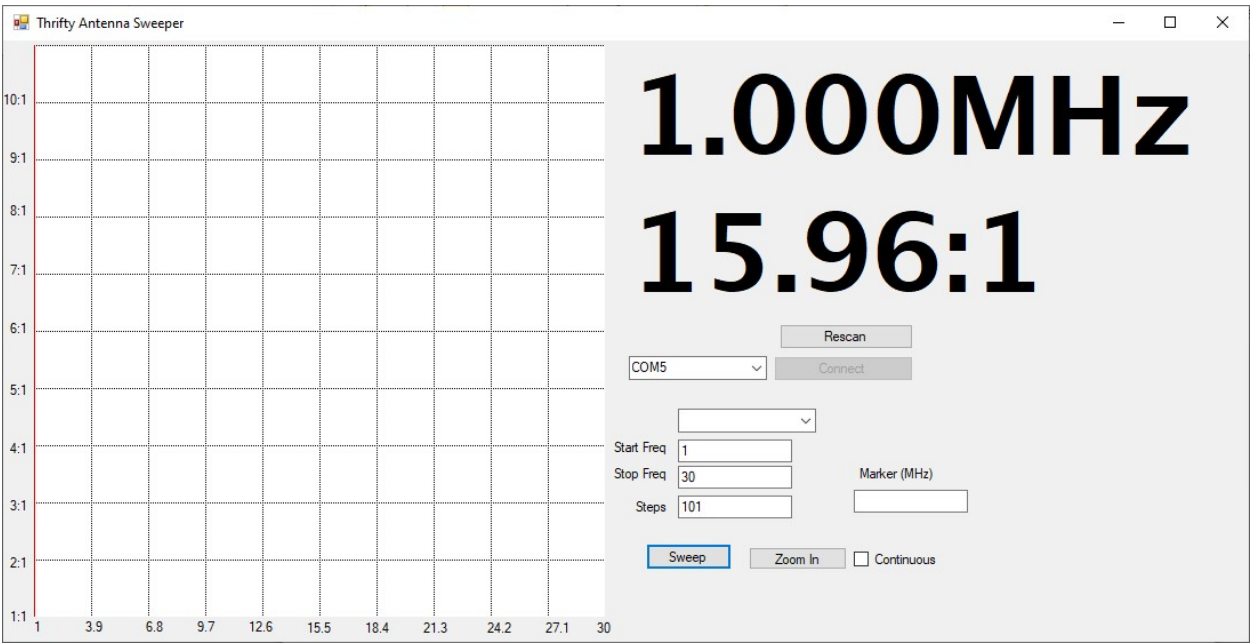 Thrifty Antenna Sweeper
10:1
9:1
8:1
7:1
6:1
5:1
4:1
3:1
2:1
1:1
1 3.9 6.8 9.7 12.6 15.5 18.4 21.3 24.2 27.1 30
1.000MHz
15.96:1
Rescan
COM5 Connect
Start Freq 1
Stop Freq 30 Marker (MHz)
Steps 101
Sweep Zoom In Continuous